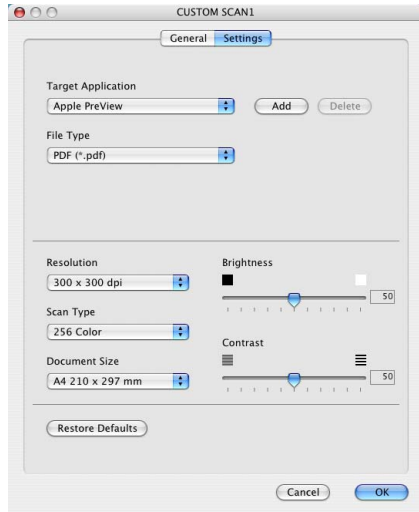 CUSTOM SCAN1
General Settings
Target Application
Apple PreView Add Delete
File Type
PDF (*.pdf)
Resolution Brightness
300 x 300 dpi
50
Scan Type
256 Color
Contrast
Document Size
A4 210 x 297 mm 50
Restore Defaults
Cancel OK